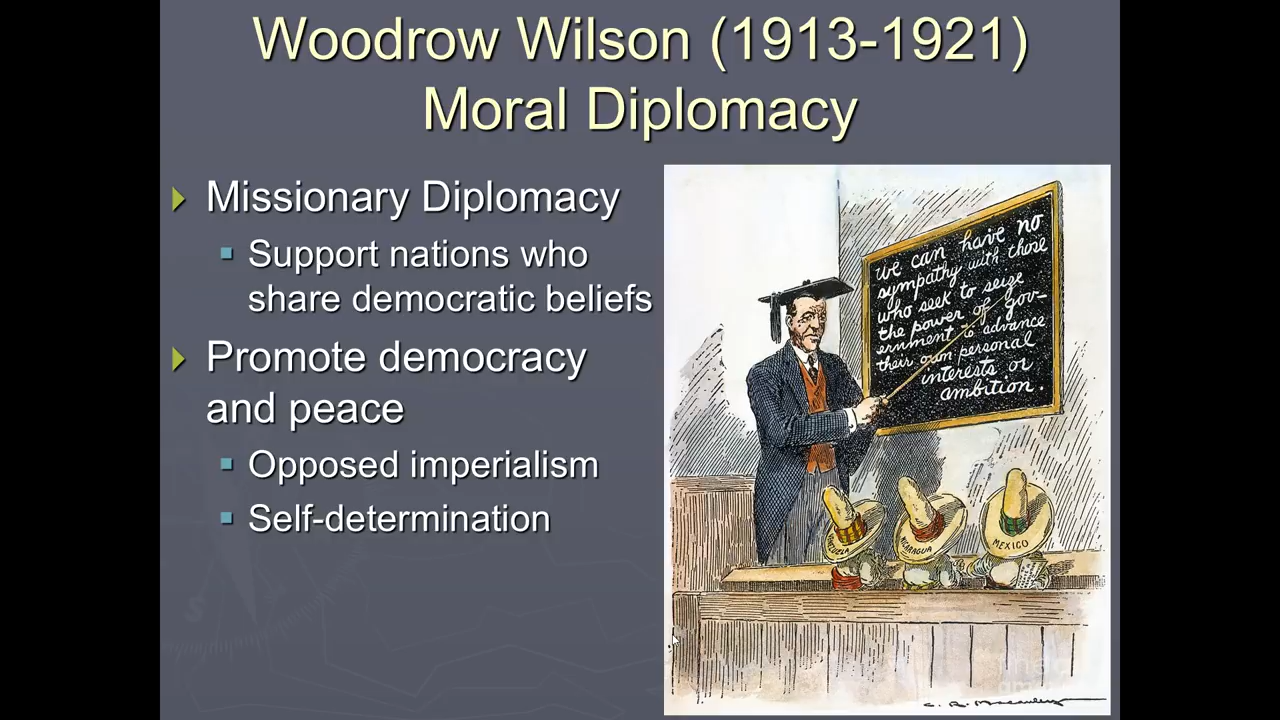 Woodrow Wilson (1913-1921)
Moral Diplomacy
Missionary Diplomacy
Support nations who
share democratic beliefs
Promote democracy
and peace
Opposed imperialism
Self-determination
we can have no
sympathy with those
who seek to seize
the power of gov-
ernment to advance
their own personal
interests or
ambition.
NICARAGUA
MEXICO